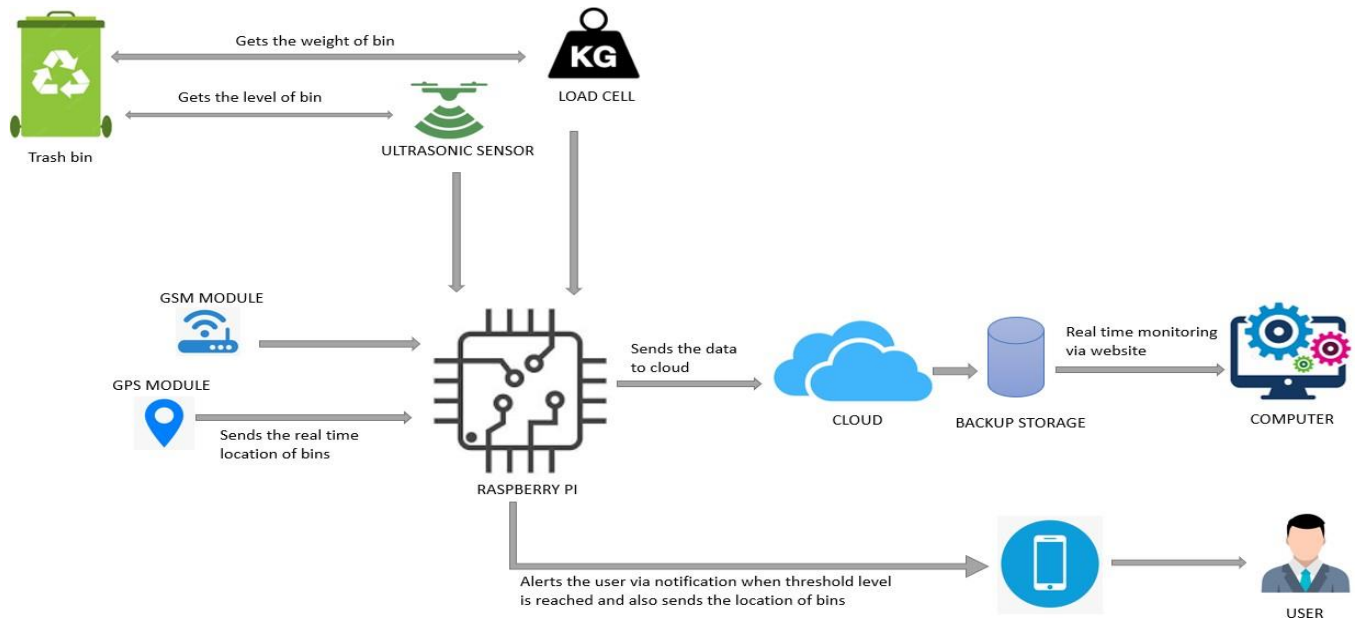 Gets the weight of bin
KG
LOAD CELL
Gets the level of bin
ULTRASONIC SENSOR
Trash bin
GSM MODULE
GPS MODULE
Sends the real time
location of bins
RASPBERRY PI
Sends the data
to cloud
CLOUD
BACKUP STORAGE
Real time monitoring
via website
COMPUTER
Alerts the user via notification when threshold level
is reached and also sends the location of bins
USER